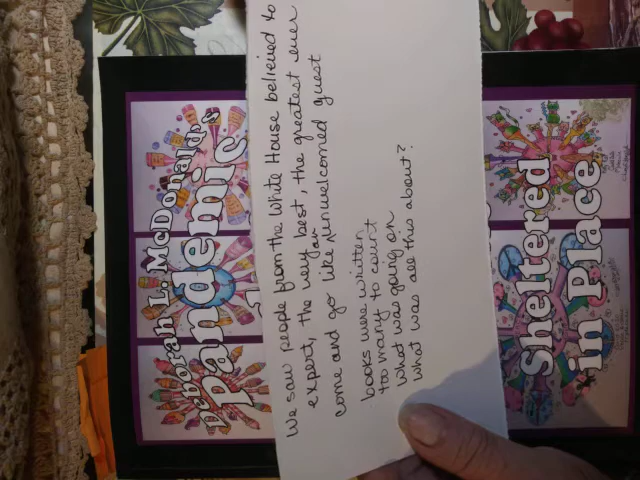 Deborah L. McDonald's
Pandemic
We saw people from the White House believed to
expert, the very best, the greatest ever
come and go like an unwelcomed guest
books were written
too many to count
What was going on
what was all this about?
Sheltered
in Place